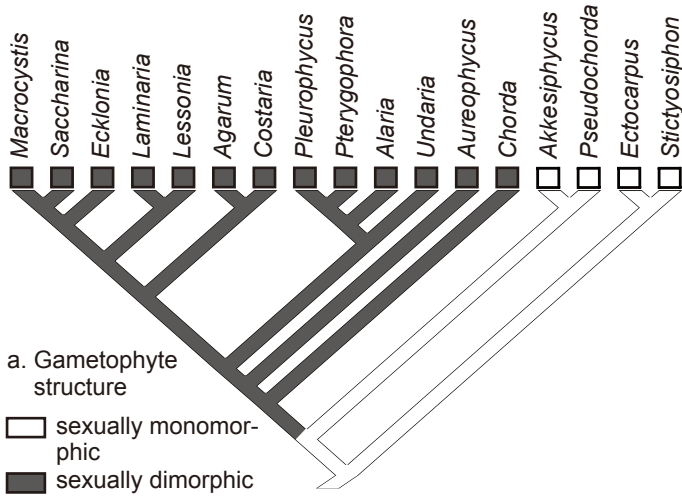 Macrocystis
Saccharina
Ecklonia
Laminaria
Lessonia
Agarum
Costaria
Pleurophycus
Pterygophora
Alaria
Undaria
Aureophycus
Chorda
Akkesiphycus
Pseudochorda
Ectocarpus
Stictyosiphon
a. Gametophyte
structure
sexually monomor-
phic
sexually dimorphic